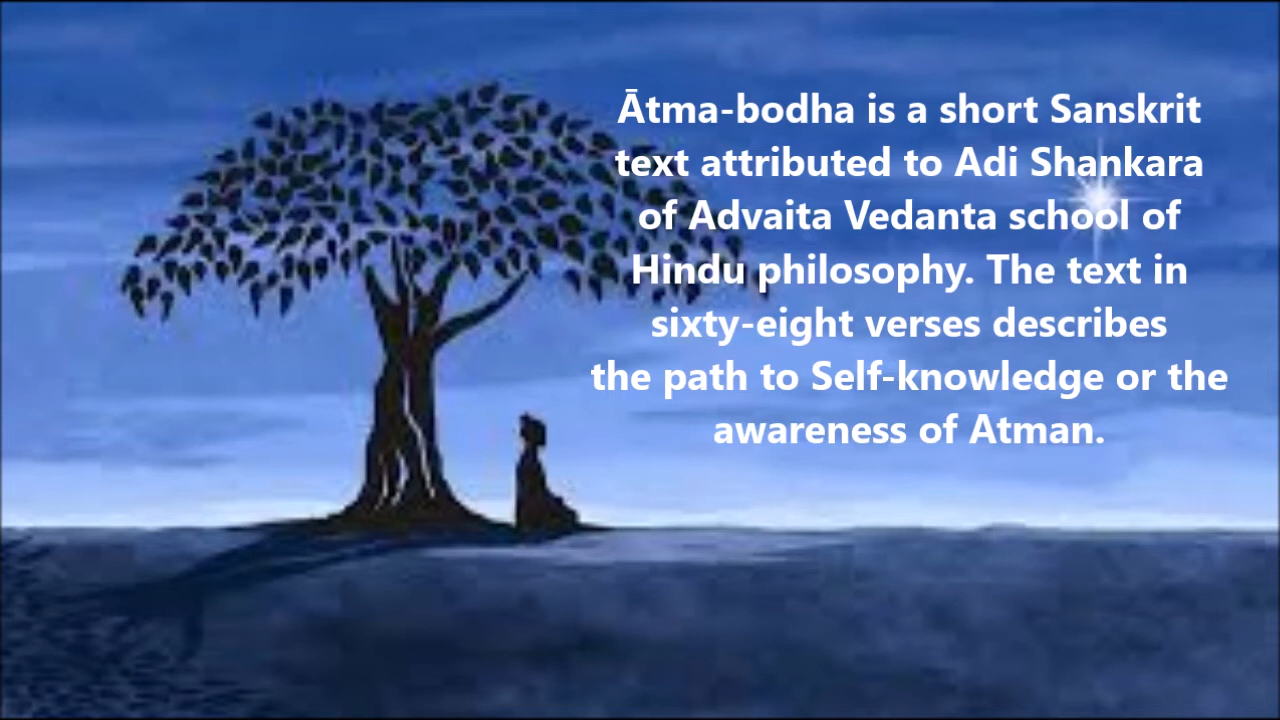 Ātma-bodha is a short Sanskrit
text attributed to Adi Shankara
of Advaita Vedanta school of
Hindu philosophy. The text in
sixty-eight verses describes
the path to Self-knowledge or the
awareness of Atman.